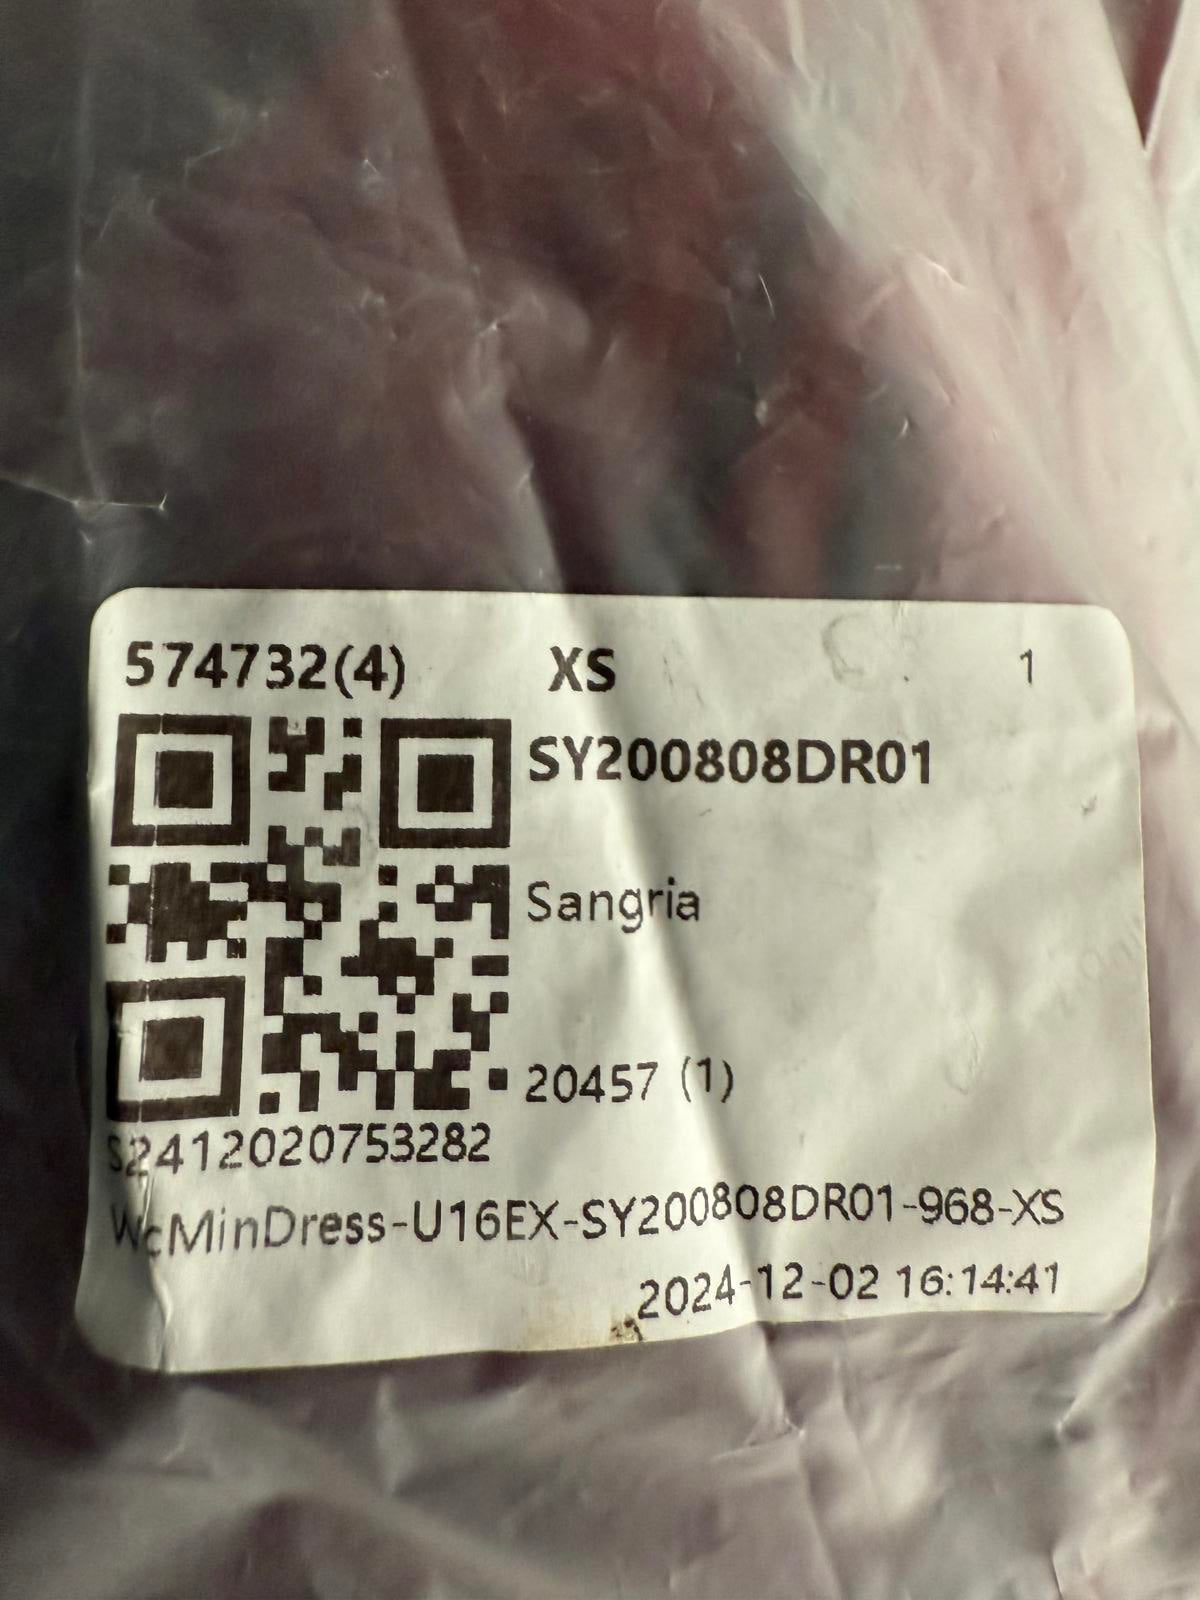 574732(4) XS 1
SY200808DR01
Sangria
20457 (1)
S2412020753282
WcMinDress-U16EX-SY200808DR01-968-XS
2024-12-02 16:14:41